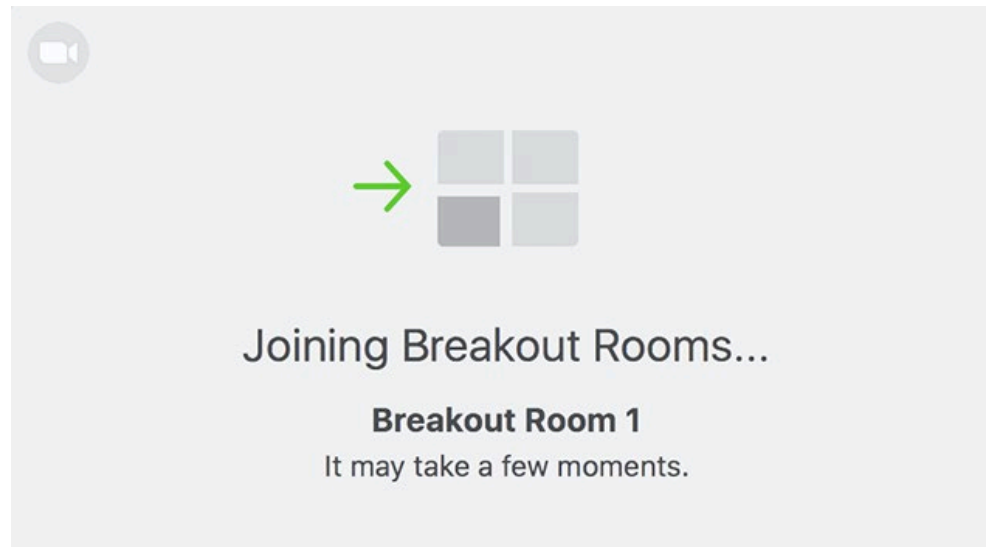 Joining Breakout Rooms...
Breakout Room 1
It may take a few moments.